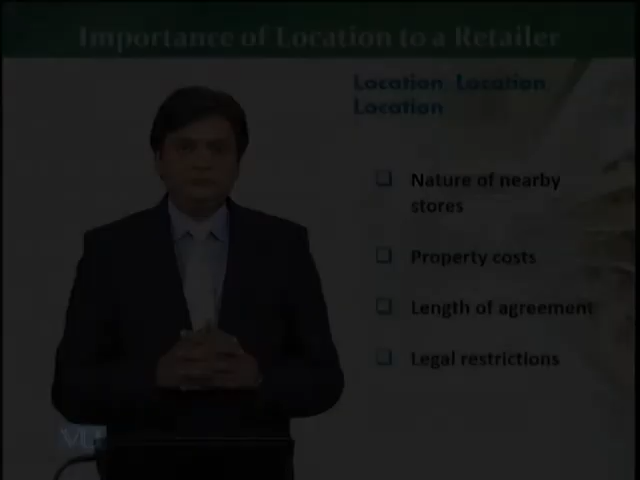 Importance of Location to a Retailer
Location Location
Location
Nature of nearby
stores
Property costs
Length of agreement
Legal restrictions
VU